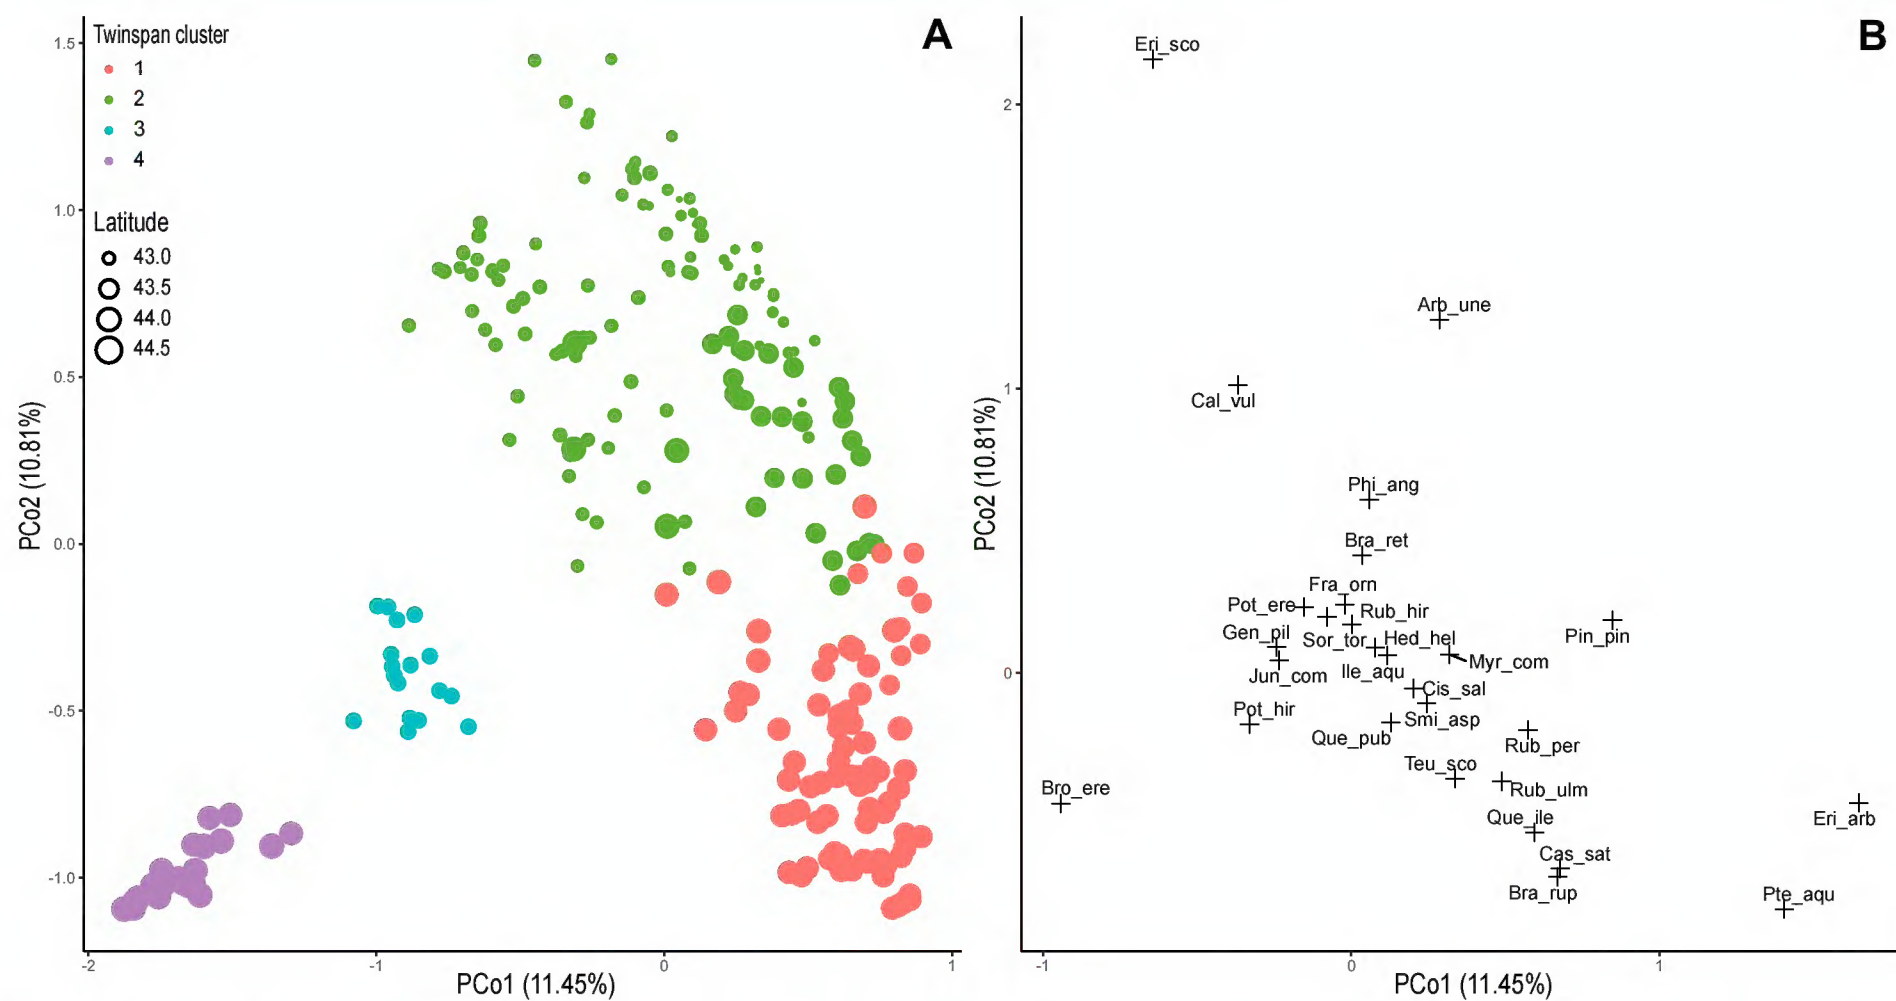 A
Twinspan cluster
1
2
3
4
Latitude
43.0
43.5
44.0
44.5
1.5
1.0
0.5
0.0
-0.5
-1.0
PCo2 (10.81%)
-2
-1
0
1
PCo1 (11.45%)
B
Eri_sco
Arb_une
Cal_vul
Phi_ang
Bra_ret
Fra_orn
Pot_ere
Rub_hir
Gen_pil
Sor_tor
Hed_hel
Pin_pin
Myr_com
Ile_aqu
Jun_com
Cis_sal
Pot_hir
Smi_asp
Que_pub
Rub_per
Teu_sco
Bro_ere
Rub_ulm
Que_ile
Eri_arb
Cas_sat
Bra_rup
Pte_aqu
2
1
0
PCo2 (10.81%)
-1
0
1
PCo1 (11.45%)